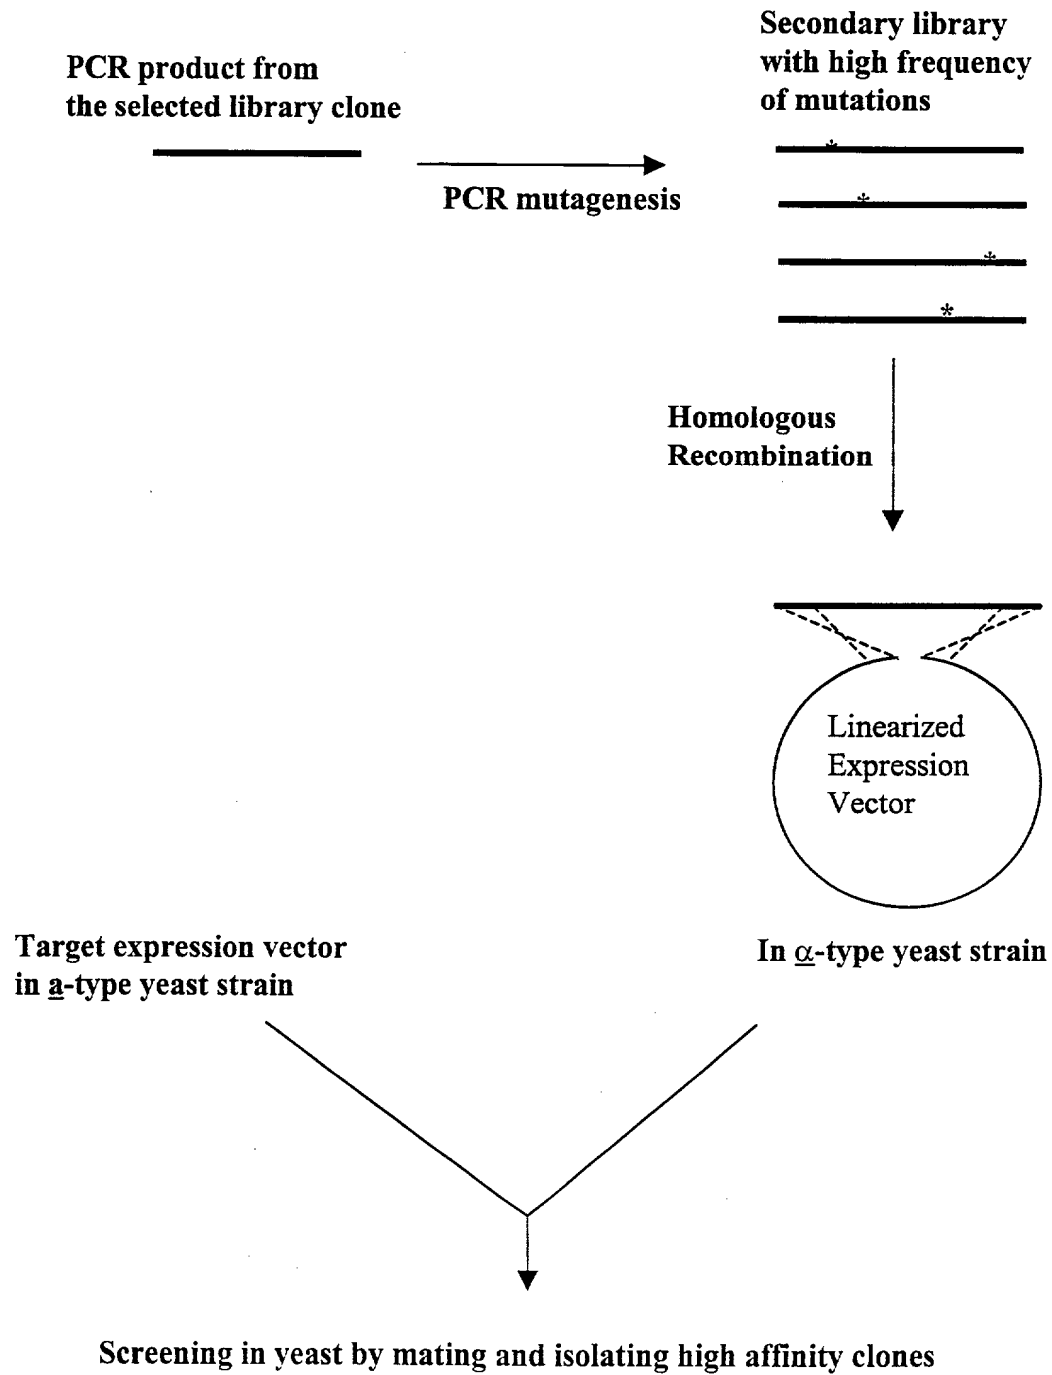 PCR product from
the selected library clone
PCR mutagenesis
Secondary library
with high frequency
of mutations
*
*
*
*
Homologous
Recombination
Linearized
Expression
Vector
Target expression vector
in a-type yeast strain
In α-type yeast strain
Screening in yeast by mating and isolating high affinity clones